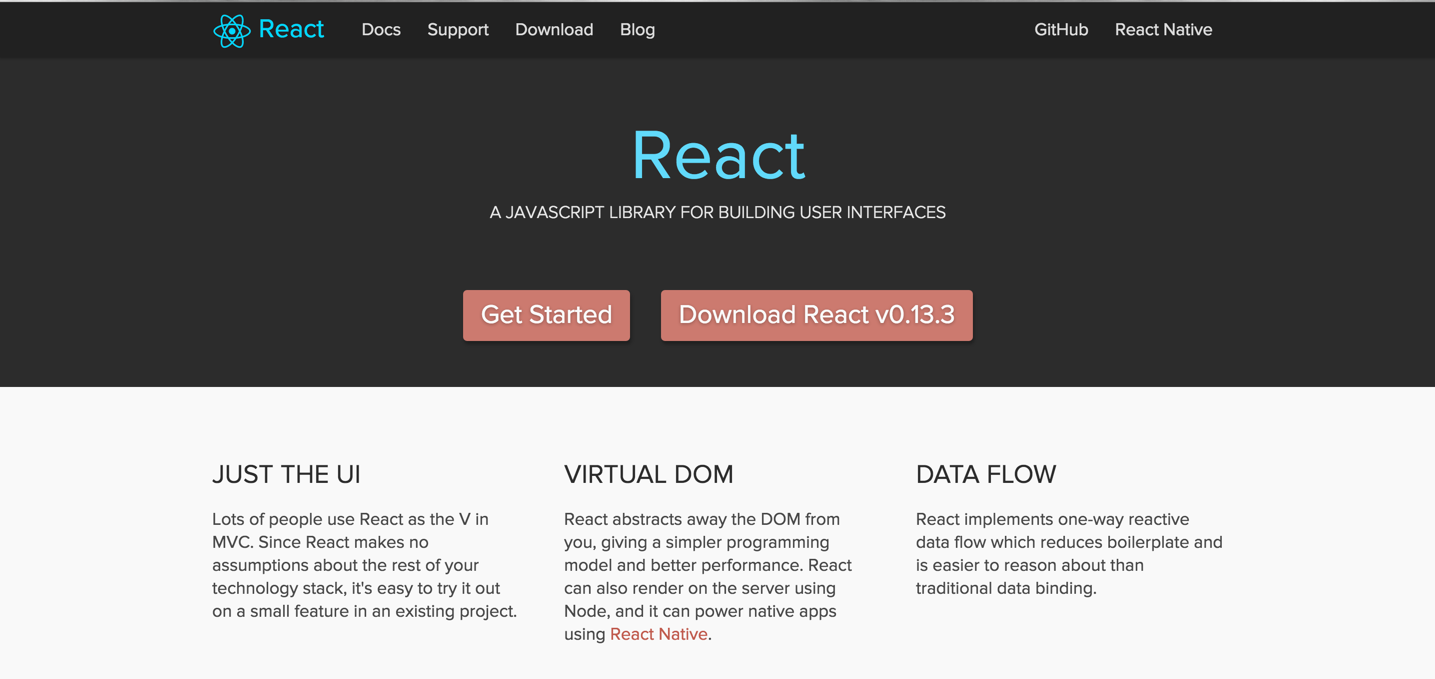 React Docs Support Download Blog GitHub React Native
React
A JAVASCRIPT LIBRARY FOR BUILDING USER INTERFACES
Get Started Download React v0.13.3
JUST THE UI
Lots of people use React as the V in
MVC. Since React makes no
assumptions about the rest of your
technology stack, it's easy to try it out
on a small feature in an existing project.
VIRTUAL DOM
React abstracts away the DOM from
you, giving a simpler programming
model and better performance. React
can also render on the server using
Node, and it can power native apps
using React Native.
DATA FLOW
React implements one-way reactive
data flow which reduces boilerplate and
is easier to reason about than
traditional data binding.